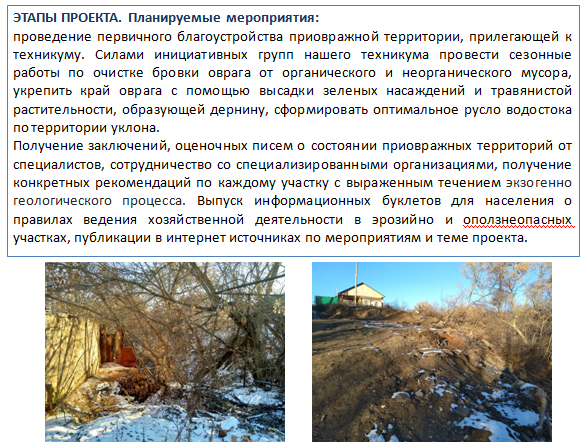 ЭТАПЫ ПРОЕКТА. Планируемые мероприятия:
проведение первичного благоустройства приовражной территории, прилегающей к
техникуму. Силами инициативных групп нашего техникума провести сезонные
работы по очистке бровки оврага от органического и неорганического мусора,
укрепить край оврага с помощью высадки зеленых насаждений и травянистой
растительности, образующей дернину, сформировать оптимальное русло водостока
по территории уклона.
Получение заключений, оценочных писем о состоянии приовражных территорий от
специалистов, сотрудничество со специализированными организациями, получение
конкретных рекомендаций по каждому участку с выраженным течением экзогенно
геологического процесса. Выпуск информационных буклетов для населения о
правилах ведения хозяйственной деятельности в эрозийно и оползнеопасных
участках, публикации в интернет источниках по мероприятиям и теме проекта.